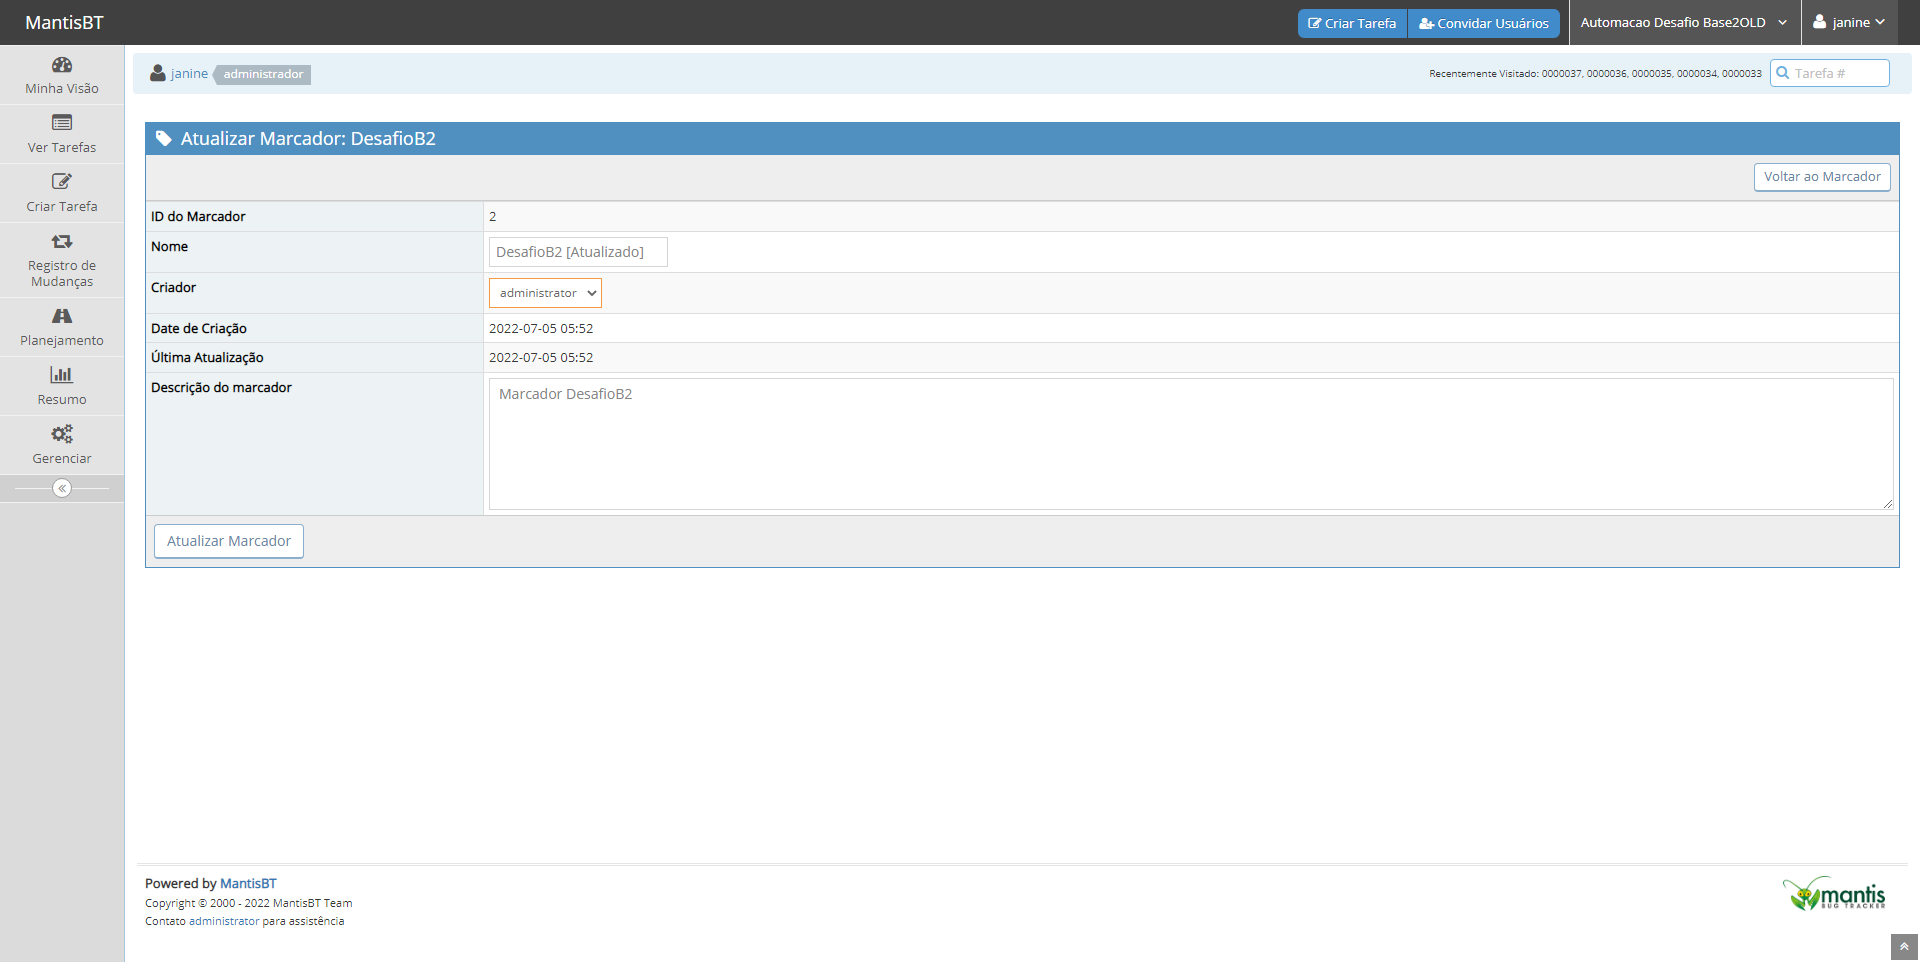 MantisBT
Criar Tarefa
Convidar Usuários
Automacao Desafio Base2OLD
janine
Minha Visão
Ver Tarefas
Criar Tarefa
Registro de
Mudanças
Planejamento
Resumo
Gerenciar
janine
administrador
Recentemente Visitado: 0000037, 0000036, 0000035, 0000034, 0000033
Tarefa #
Atualizar Marcador: DesafioB2
Voltar ao Marcador
ID do Marcador 2
Nome DesafioB2 [Atualizado]
Criador administrator
Date de Criação 2022-07-05 05:52
Última Atualização 2022-07-05 05:52
Descrição do marcador Marcador DesafioB2
Atualizar Marcador
Powered by MantisBT
Copyright © 2000 - 2022 MantisBT Team
Contato administrator para assistência
mantis
BUG TRACKER